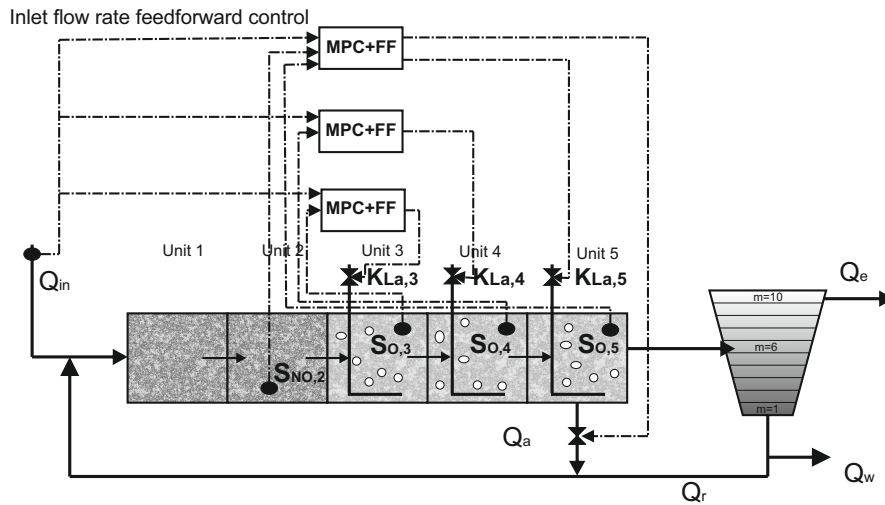 Inlet flow rate feedforward control
MPC+FF
MPC+FF
MPC+FF
Unit 1
Unit 2
Unit 3
Unit 4
Unit 5
Qin
KLa,3
KLa,4
KLa,5
Qe
m=10
SO,3
SO,4
SO,5
m=6
SNO,2
m=1
Qa
Qw
Qr